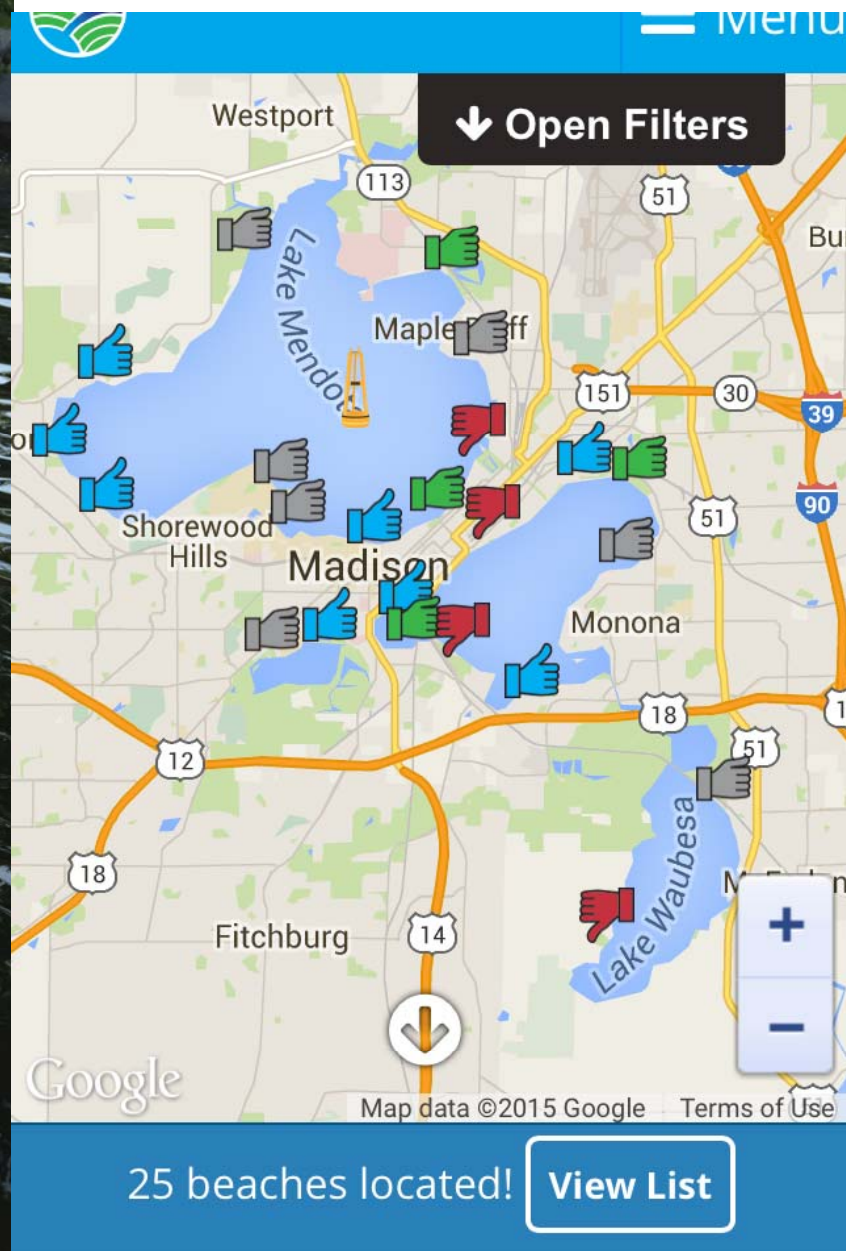 Menu
Westport
Open Filters
113
51
Lake Mendota
Maple
ff
151
30
39
51
90
Shorewood
Hills
Madison
Monona
18
51
12
Lake Waubesa
18
Fitchburg
14
+
−
Google
Map data ©2015 Google
Terms of Use
25 beaches located!
View List